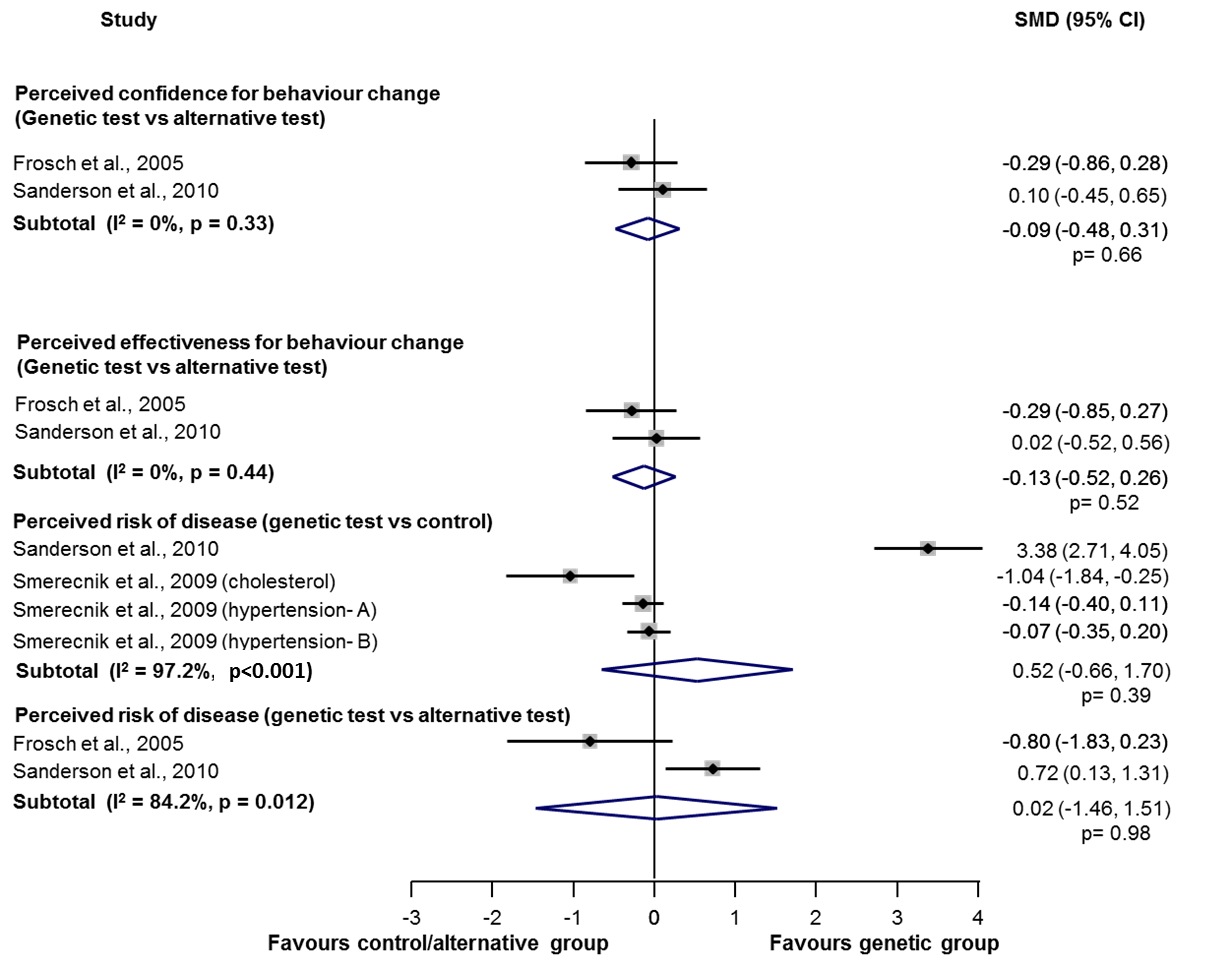 Study SMD (95% CI)
Perceived confidence for behaviour change
(Genetic test vs alternative test)
Frosch et al., 2005 -0.29 (-0.86, 0.28)
Sanderson et al., 2010 0.10 (-0.45, 0.65)
Subtotal (I² = 0%, p = 0.33) -0.09 (-0.48, 0.31)
p= 0.66
Perceived effectiveness for behaviour change
(Genetic test vs alternative test)
Frosch et al., 2005 -0.29 (-0.85, 0.27)
Sanderson et al., 2010 0.02 (-0.52, 0.56)
Subtotal (I² = 0%, p = 0.44) -0.13 (-0.52, 0.26)
p= 0.52
Perceived risk of disease (genetic test vs control)
Sanderson et al., 2010 3.38 (2.71, 4.05)
Smerecnik et al., 2009 (cholesterol) -1.04 (-1.84, -0.25)
Smerecnik et al., 2009 (hypertension- A) -0.14 (-0.40, 0.11)
Smerecnik et al., 2009 (hypertension- B) -0.07 (-0.35, 0.20)
Subtotal (I² = 97.2%, p<0.001) 0.52 (-0.66, 1.70)
p= 0.39
Perceived risk of disease (genetic test vs alternative test)
Frosch et al., 2005 -0.80 (-1.83, 0.23)
Sanderson et al., 2010 0.72 (0.13, 1.31)
Subtotal (I² = 84.2%, p = 0.012) 0.02 (-1.46, 1.51)
p= 0.98
-3 -2 -1 0 1 2 3 4
Favours control/alternative group Favours genetic group